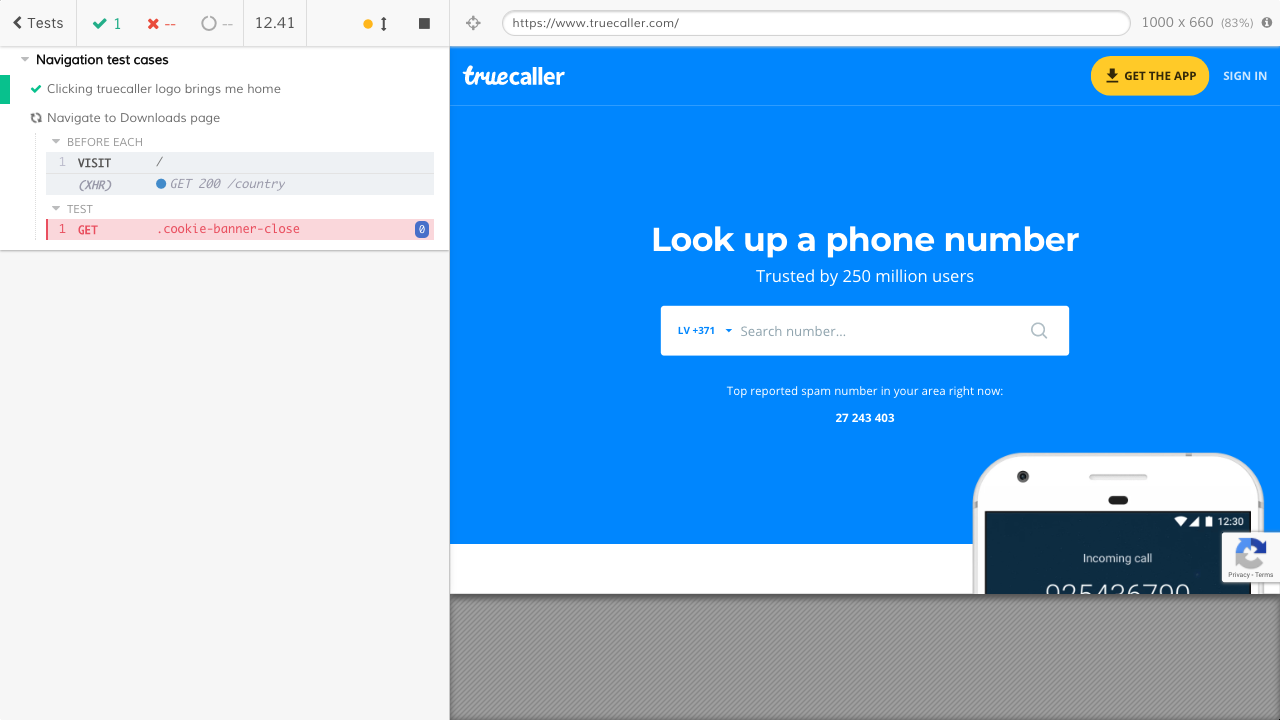 Tests
1
--
--
12.41
https://www.truecaller.com/
1000 x 660 (83%)
Navigation test cases
Clicking truecaller logo brings me home
Navigate to Downloads page
BEFORE EACH
1 VISIT /
(XHR) GET 200 /country
TEST
1 GET .cookie-banner-close 0
truecaller
GET THE APP
SIGN IN
Look up a phone number
Trusted by 250 million users
LV +371 Search number...
Top reported spam number in your area right now:
27 243 403
12:30
Incoming call
025436790
Privacy - Terms